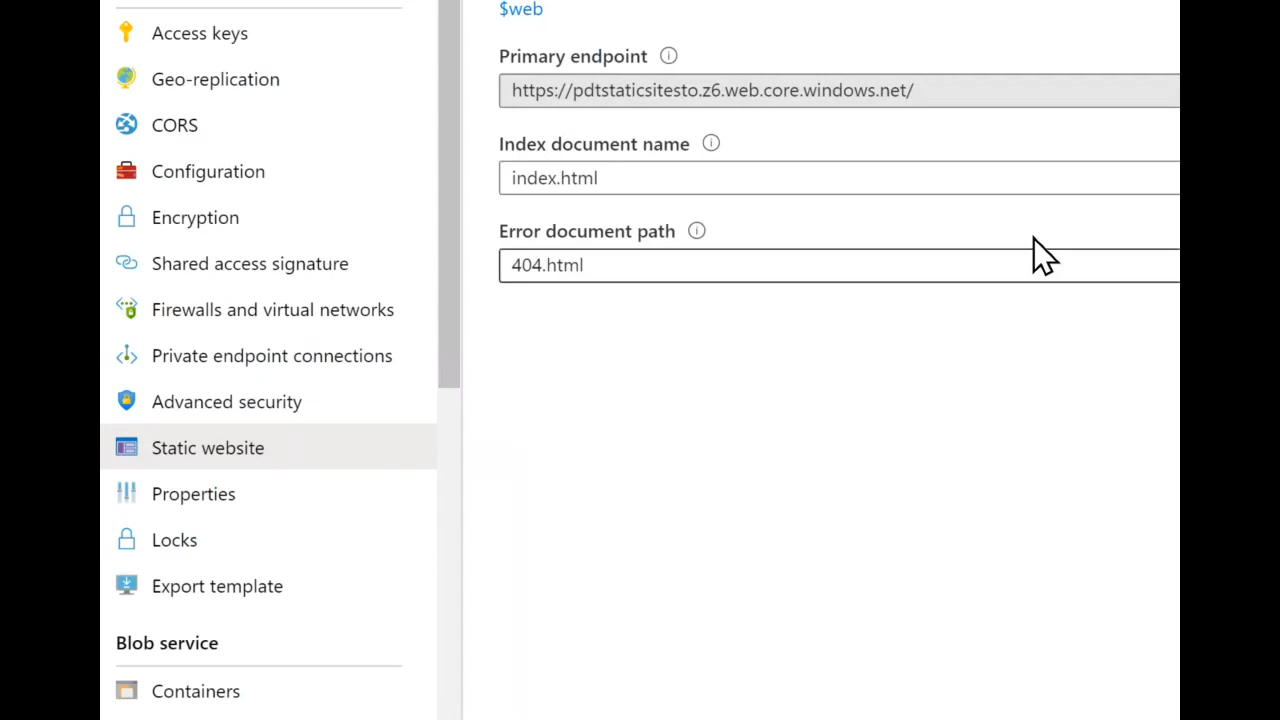 Access keys
Geo-replication
CORS
Configuration
Encryption
Shared access signature
Firewalls and virtual networks
Private endpoint connections
Advanced security
Static website
Properties
Locks
Export template
Blob service
Containers
$web
Primary endpoint
https://pdtstaticsitesto.z6.web.core.windows.net/
Index document name
index.html
Error document path
404.html